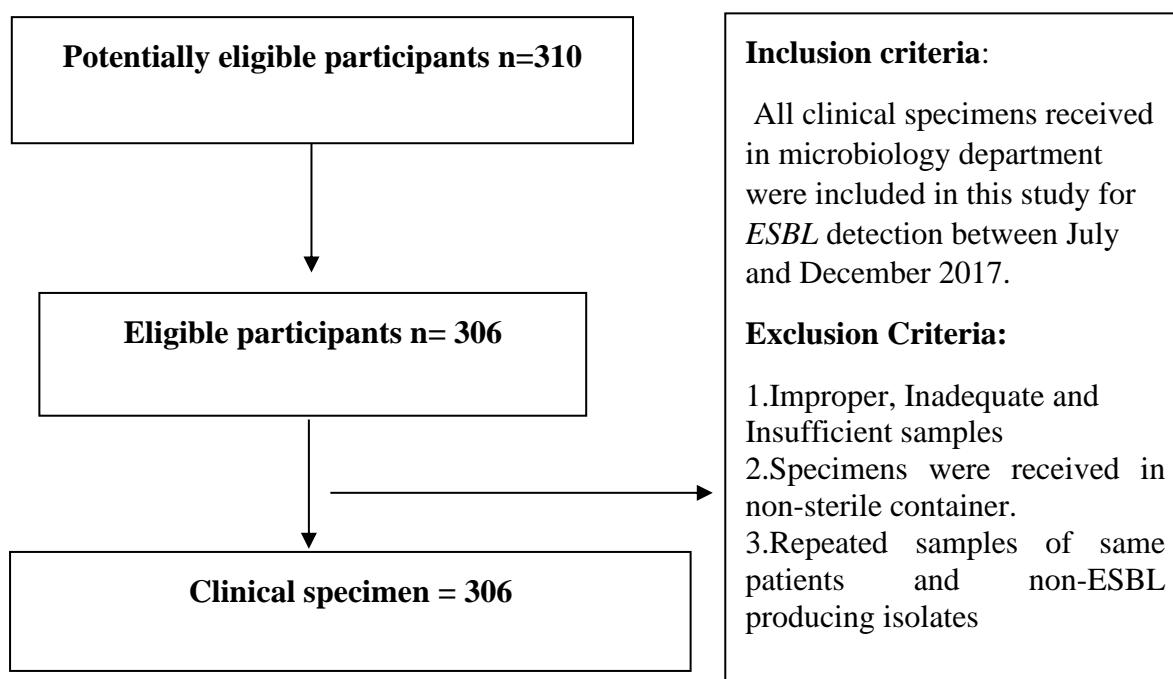 Potentially eligible participants n=310
Eligible participants n= 306
Clinical specimen = 306
Inclusion criteria:
All clinical specimens received
in microbiology department
were included in this study for
ESBL detection between July
and December 2017.
Exclusion Criteria:
1.Improper, Inadequate and
Insufficient samples
2.Specimens were received in
non-sterile container.
3.Repeated samples of same
patients and non-ESBL
producing isolates